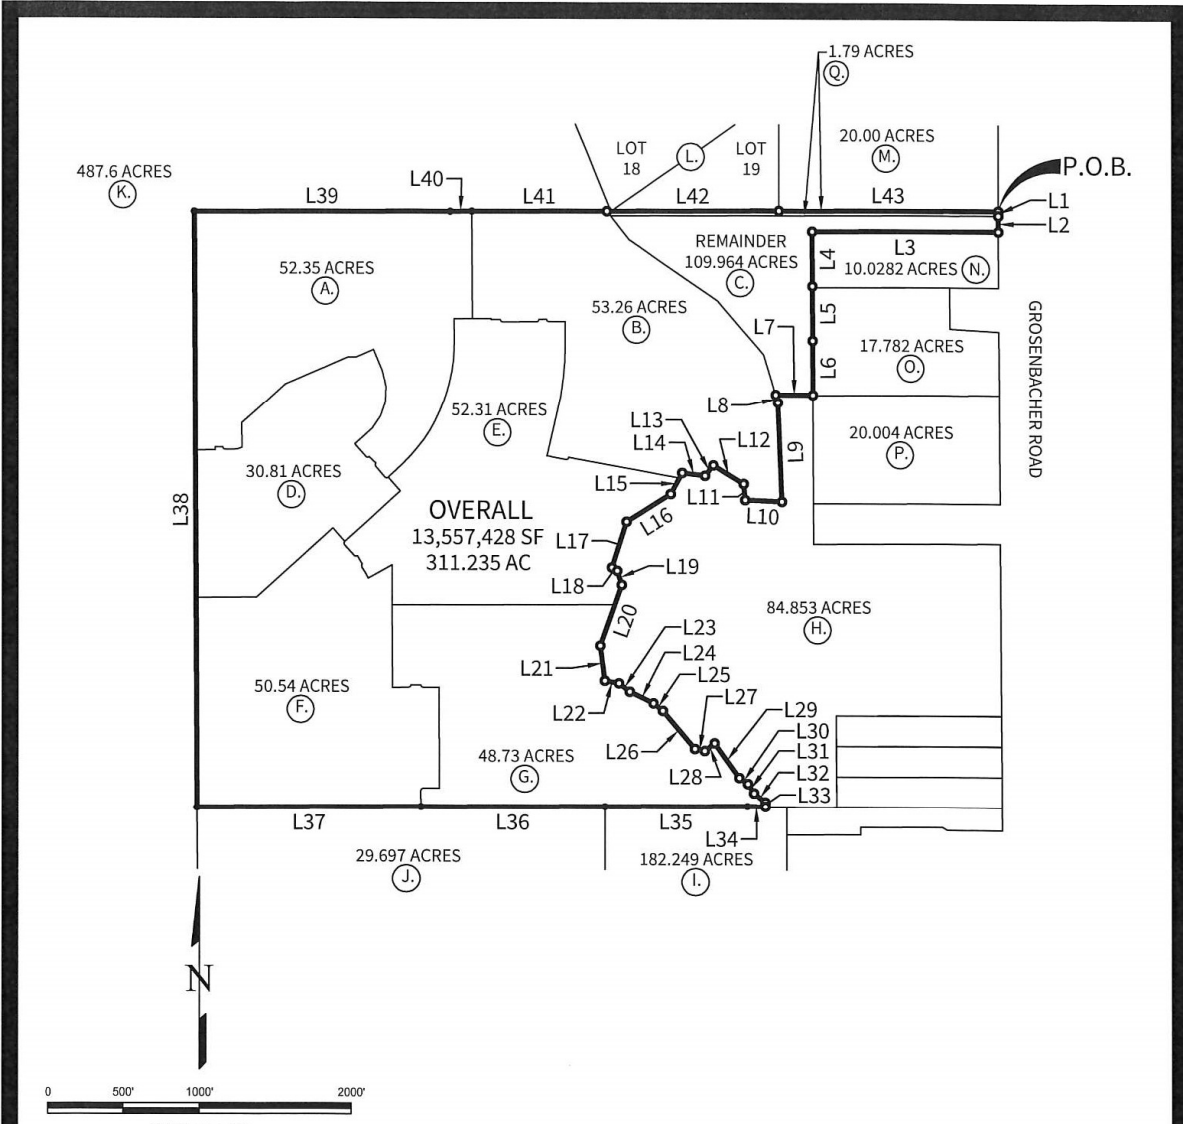 1.79 ACRES
Q.
487.6 ACRES
K.
LOT
18
L.
LOT
19
20.00 ACRES
M.
P.O.B.
L39
L40
L41
L42
L43
L1
L2
REMAINDER
109.964 ACRES
C.
L3
L4
10.0282 ACRES N.
52.35 ACRES
A.
53.26 ACRES
B.
L7
L5
L6
17.782 ACRES
O.
GROSENBACHER ROAD
52.31 ACRES
E.
L8
L13
L12
L14
L9
20.004 ACRES
P.
30.81 ACRES
D.
L15
L11
L10
L38
OVERALL
13,557,428 SF
311.235 AC
L16
L17
L18
L19
L20
84.853 ACRES
H.
L21
L23
L24
L25
L22
L27
L29
50.54 ACRES
F.
L26
L28
L30
L31
L32
L33
48.73 ACRES
G.
L37
L36
L35
L34
29.697 ACRES
J.
182.249 ACRES
I.
N
0 500' 1000' 2000'